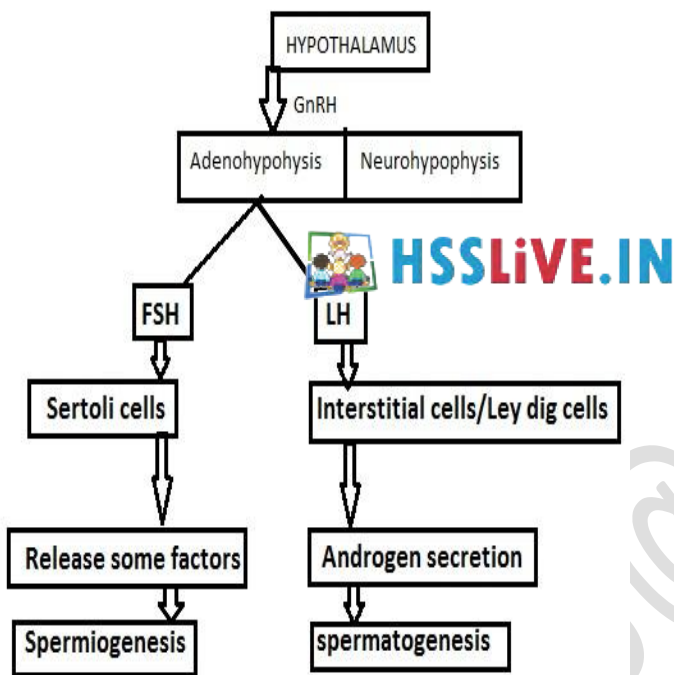 HYPOTHALAMUS
GnRH
Adenohypohysis
Neurohypophysis
HSSLiVE.IN
FSH
LH
Sertoli cells
Interstitial cells/Ley dig cells
Release some factors
Androgen secretion
Spermiogenesis
spermatogenesis